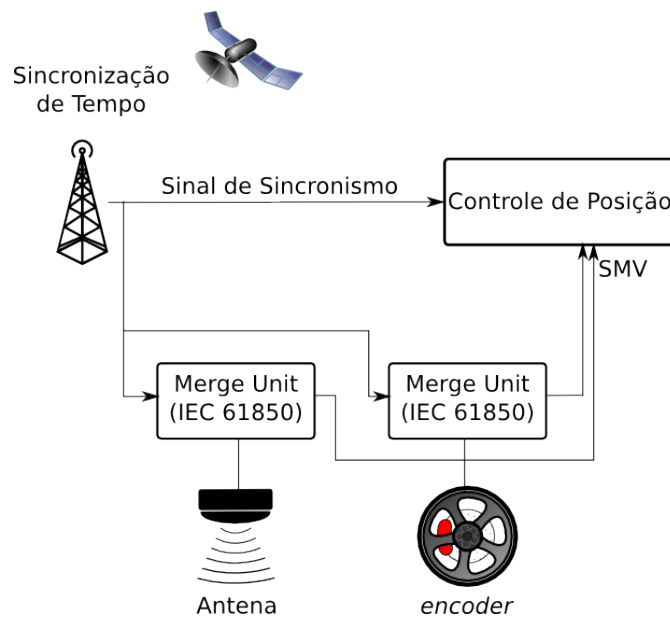 Sincronização
de Tempo
Sinal de Sincronismo
Controle de Posição
SMV
Merge Unit
(IEC 61850)
Merge Unit
(IEC 61850)
Antena
encoder